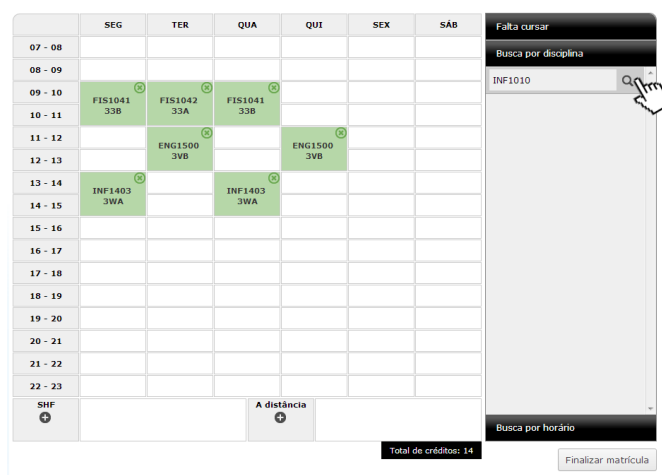 SEG TER QUA QUI SEX SÁB
07 - 08
08 - 09
09 - 10
FIS1041 FIS1042 FIS1041
33B 33A 33B
10 - 11
11 - 12
ENG1500 ENG1500
3VB 3VB
12 - 13
13 - 14
INF1403 INF1403
3WA 3WA
14 - 15
15 - 16
16 - 17
17 - 18
18 - 19
19 - 20
20 - 21
21 - 22
22 - 23
SHF A distância
Total de créditos: 14
Falta cursar
Busca por disciplina
INF1010
Busca por horário
Finalizar matrícula